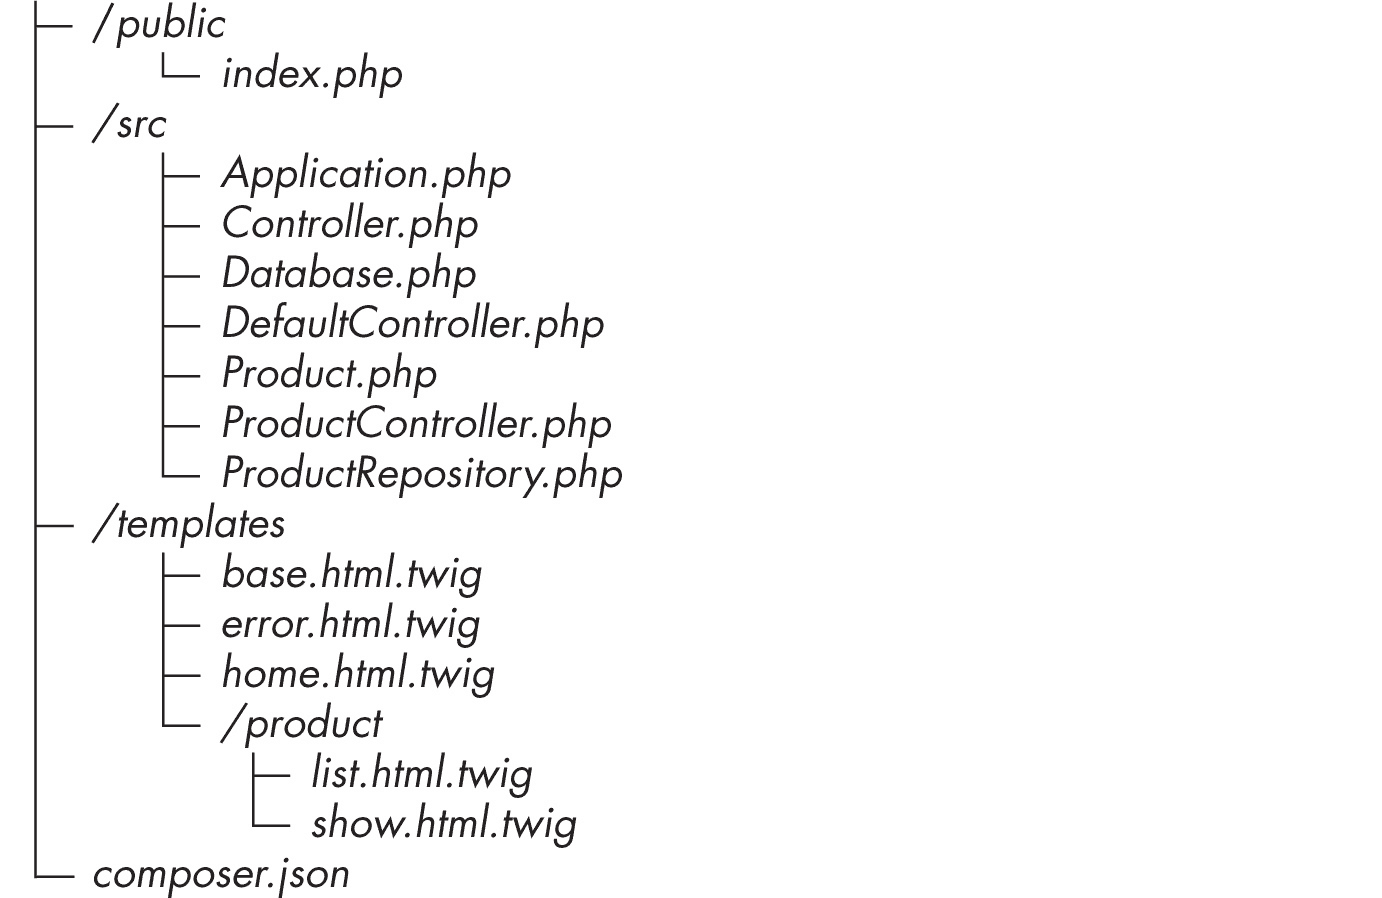 /public
index.php
/src
Application.php
Controller.php
Database.php
DefaultController.php
Product.php
ProductController.php
ProductRepository.php
/templates
base.html.twig
error.html.twig
home.html.twig
/product
list.html.twig
show.html.twig
composer.json